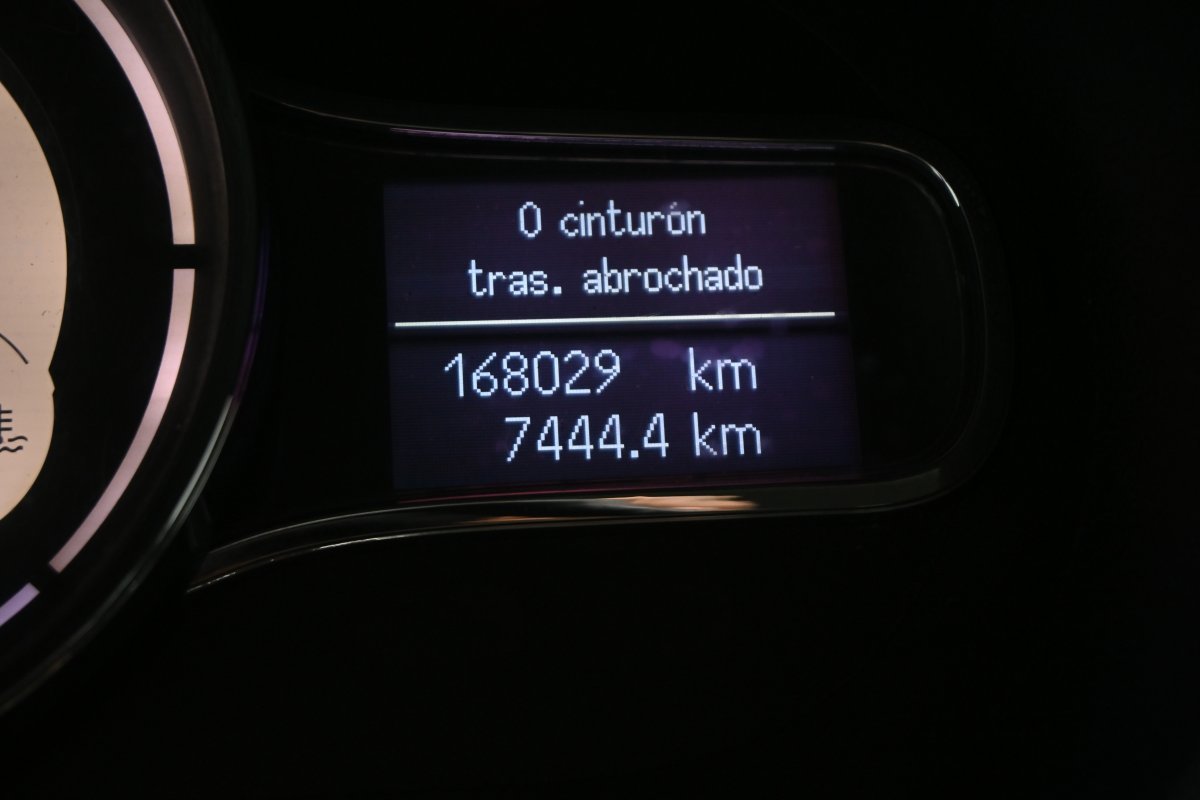 0 cinturón
tras. abrochado
168029 km
7444.4 km